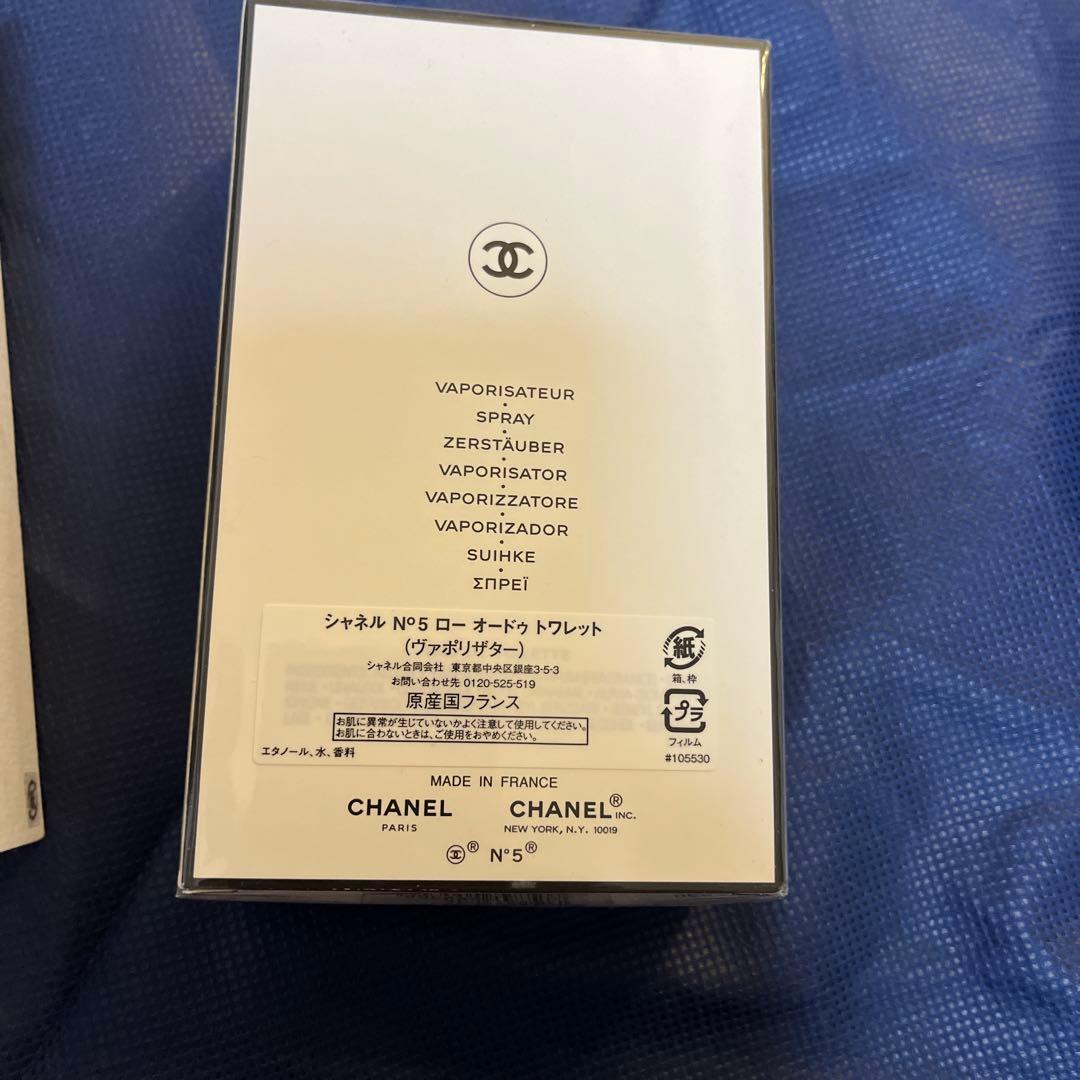 VAPORISATEUR
SPRAY
ZERSTÄUBER
VAPORISATOR
VAPORIZZATORE
VAPORIZADOR
SUIHKE
ΣΠΡΕΪ
シャネル Nº5 ロー オードゥ トワレット
(ヴァポリザター)
シャネル合同会社 東京都中央区銀座3-5-3
お問い合わせ先 0120-525-519
原産国フランス
お肌に異常が生じていないかよく注意して使用してください。
お肌に合わないときは、ご使用をおやめください。
エタノール、水、香料
紙
箱、枠
プラ
フィルム
#105530
MADE IN FRANCE
CHANEL
PARIS
CHANEL® INC.
NEW YORK, N.Y. 10019
® N°5®